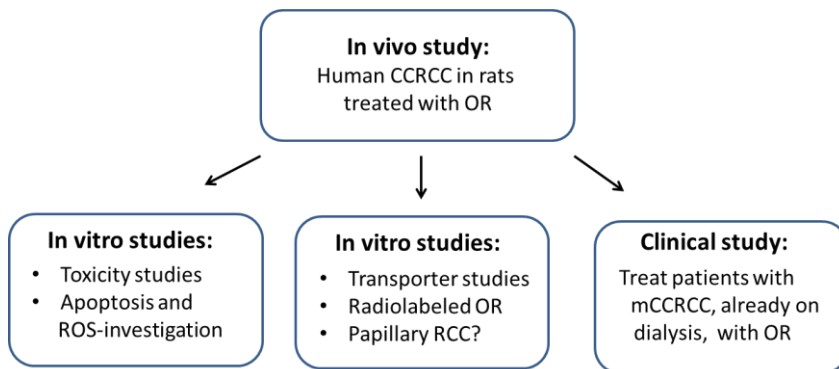 In vivo study:
Human CCRCC in rats
treated with OR
In vitro studies:
• Toxicity studies
• Apoptosis and
ROS-investigation
In vitro studies:
• Transporter studies
• Radiolabeled OR
• Papillary RCC?
Clinical study:
Treat patients with
mCCRCC, already on
dialysis, with OR